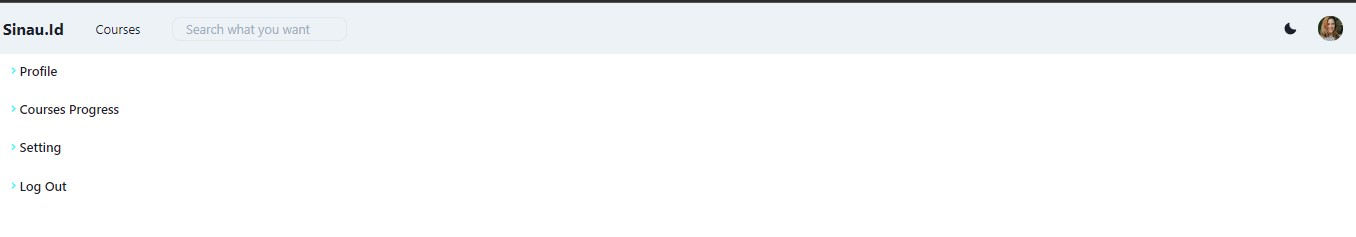 Sinau.Id Courses Search what you want
Profile
Courses Progress
Setting
Log Out